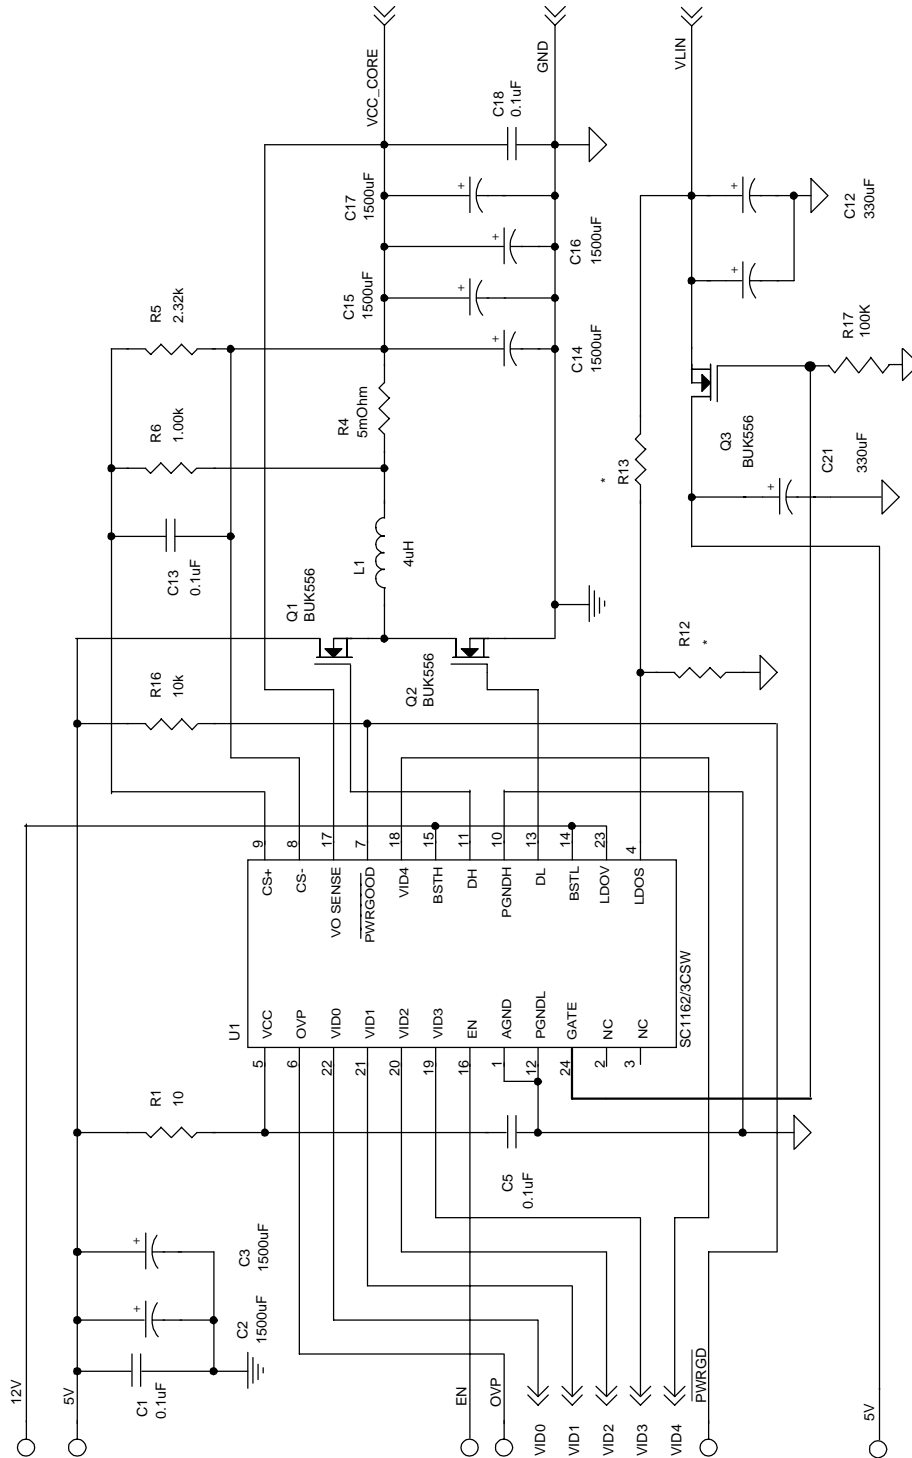 12V
5V
C1
0.1uF
C2
1500uF
C3
1500uF
+
+
EN
OVP
VID0
VID1
VID2
VID3
VID4
PWRGD
5V
R1
10
C5
0.1uF
U1
SC1162/3CSW
5
VCC
6
OVP
22
VID0
21
VID1
20
VID2
19
VID3
16
EN
1
AGND
12
PGNDL
24
GATE
2
NC
3
NC
CS+
9
CS-
8
VO SENSE
17
PWRGOOD
7
VID4
18
BSTH
15
DH
11
PGNDH
10
DL
13
BSTL
14
LDOV
23
LDOS
4
R16
10k
Q1
BUK556
Q2
BUK556
C13
0.1uF
L1
4uH
R6
1.00k
R5
2.32k
R4
5mOhm
R12
*
R13
*
C14
1500uF
+
C15
1500uF
+
C16
1500uF
+
C17
1500uF
+
C18
0.1uF
VCC_CORE
GND
VLIN
Q3
BUK556
C21
330uF
+
R17
100K
C12
330uF
+
+